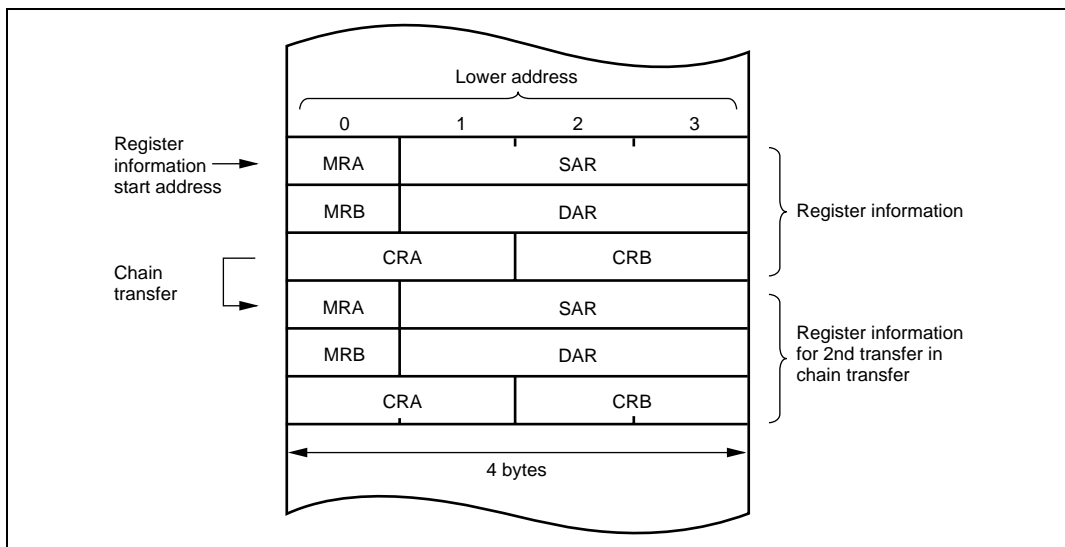 Lower address
0 1 2 3
Register
information
start address
MRA SAR
MRB DAR
CRA CRB
Register information
Chain
transfer
MRA SAR
MRB DAR
CRA CRB
Register information
for 2nd transfer in
chain transfer
4 bytes